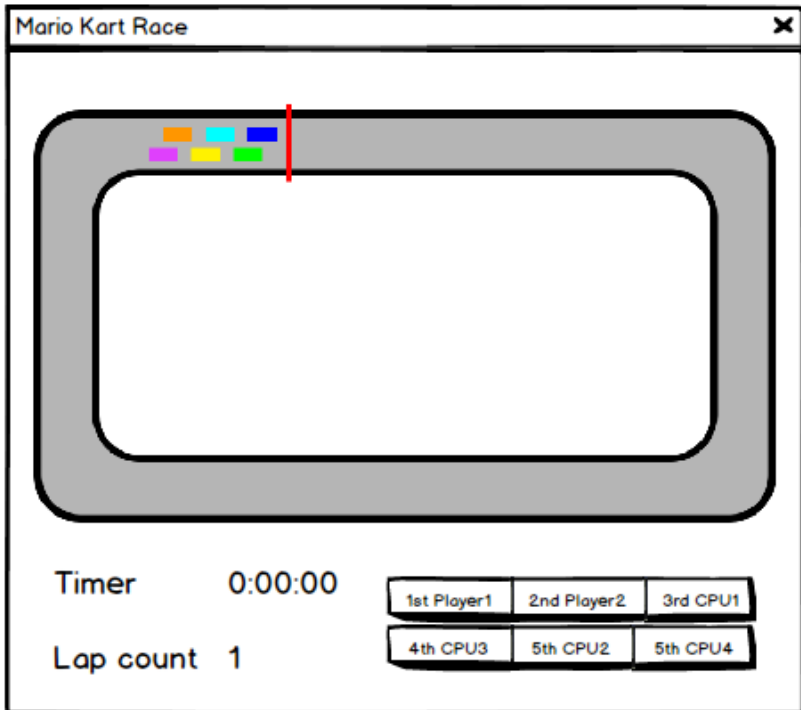 Mario Kart Race
Timer 0:00:00
1st Player1 2nd Player2 3rd CPU1
4th CPU3 5th CPU2 5th CPU4
Lap count 1